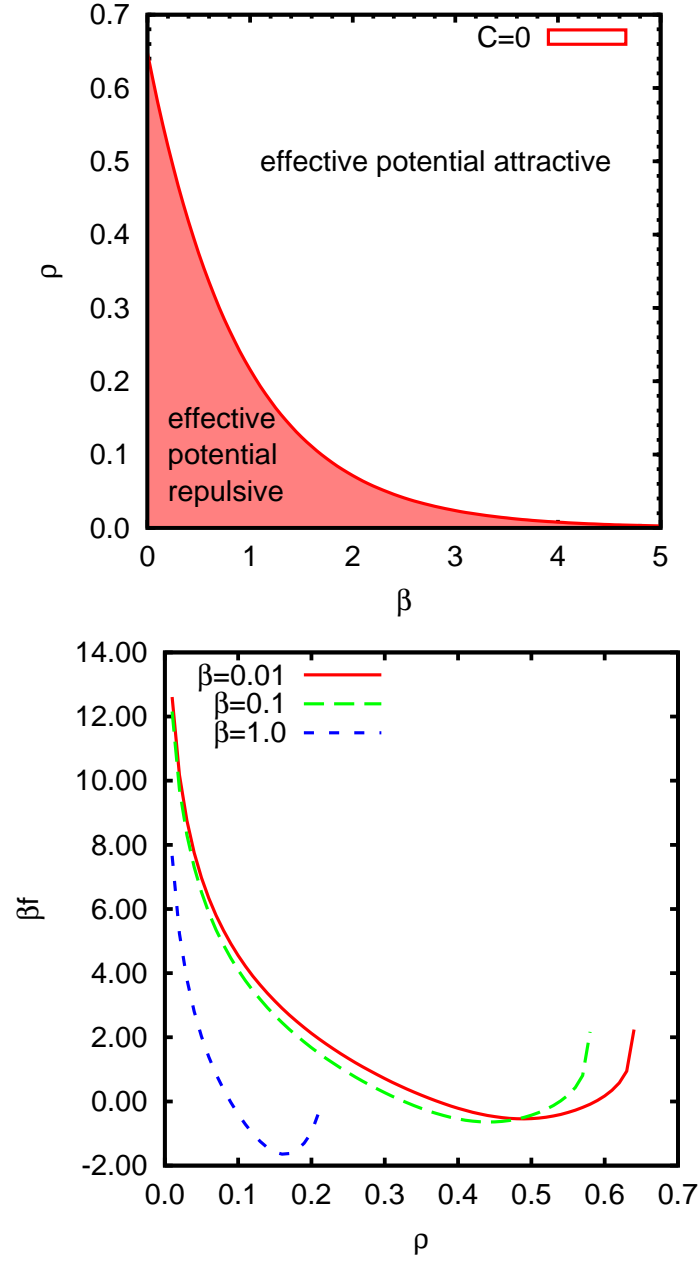 0.7
C=0
0.6
0.5
effective potential attractive
0.4
ρ
0.3
0.2
effective
0.1
potential
repulsive
0.0
0 1 2 3 4 5
β
14.00
β=0.01
12.00
β=0.1
β=1.0
10.00
8.00
βf
6.00
4.00
2.00
0.00
-2.00
0.0 0.1 0.2 0.3 0.4 0.5 0.6 0.7
ρ